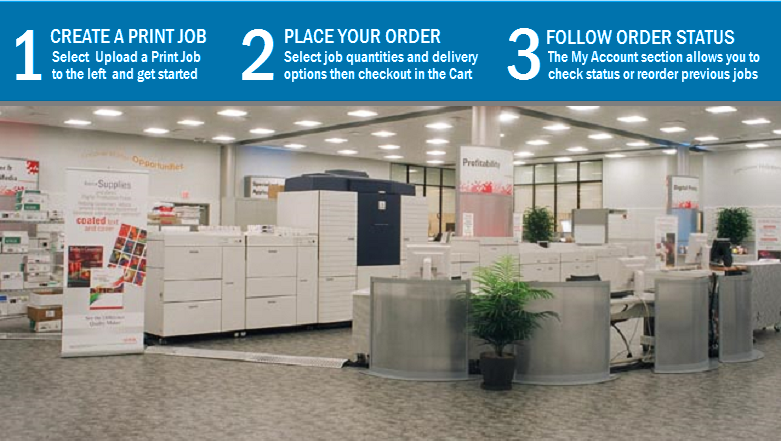 1 CREATE A PRINT JOB
Select Upload a Print Job
to the left and get started
2 PLACE YOUR ORDER
Select job quantities and delivery
options then checkout in the Cart
3 FOLLOW ORDER STATUS
The My Account section allows you to
check status or reorder previous jobs
Opportunities
Supplies
coated
Profitability
Digital